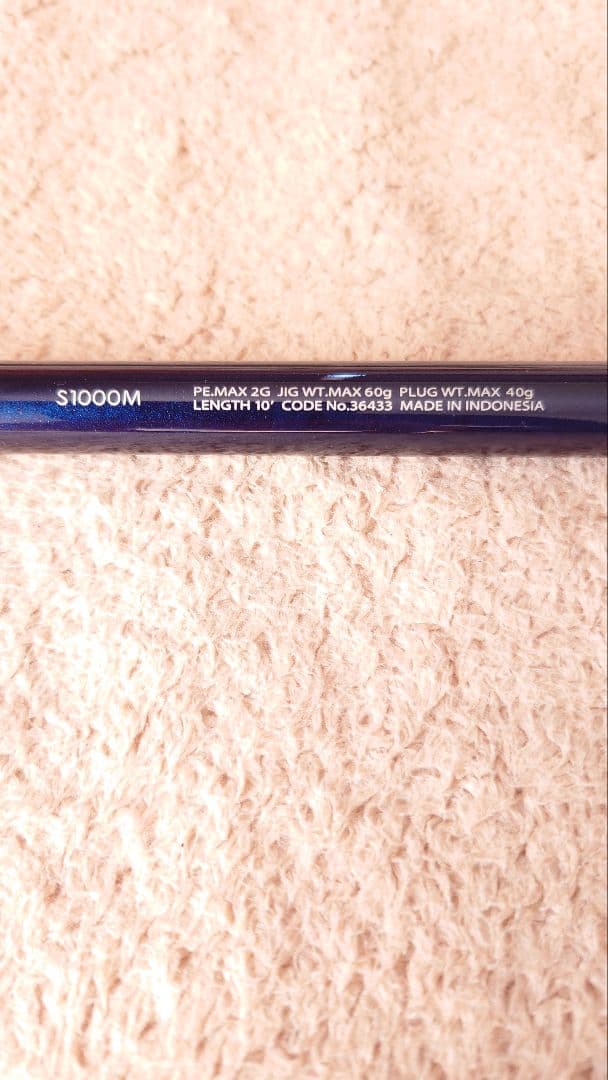 S1000M
PE.MAX 2G JIG WT.MAX 60g PLUG WT.MAX 40g
LENGTH 10' CODE No.36433 MADE IN INDONESIA